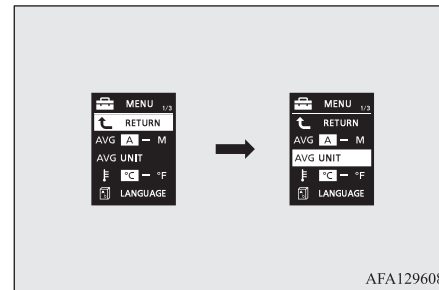 MENU 1/3
RETURN
AVG A – M
AVG UNIT
°C – °F
LANGUAGE
MENU 1/3
RETURN
AVG A – M
AVG UNIT
°C – °F
LANGUAGE
AFA129608